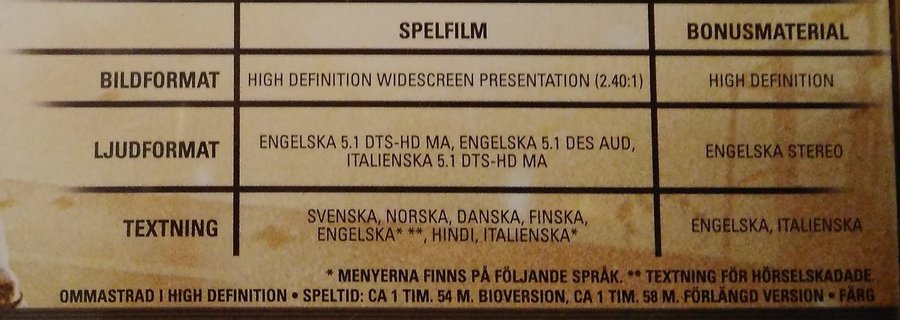 SPELFILM BONUSMATERIAL
BILDFORMAT HIGH DEFINITION WIDESCREEN PRESENTATION (2.40:1) HIGH DEFINITION
LJUDFORMAT ENGELSKA 5.1 DTS-HD MA, ENGELSKA 5.1 DES AUD, ENGELSKA STEREO
ITALIENSKA 5.1 DTS-HD MA
TEXTNING SVENSKA, NORSKA, DANSKA, FINSKA, ENGELSKA, ITALIENSKA
ENGELSKA* **, HINDI, ITALIENSKA*
* MENYERNA FINNS PÅ FÖLJANDE SPRÅK. ** TEXTNING FÖR HÖRSELSKADADE.
OMMASTRAD I HIGH DEFINITION • SPELTID: CA 1 TIM. 54 M. BIOVERSION, CA 1 TIM. 58 M. FÖRLÄNGD VERSION • FÄRG